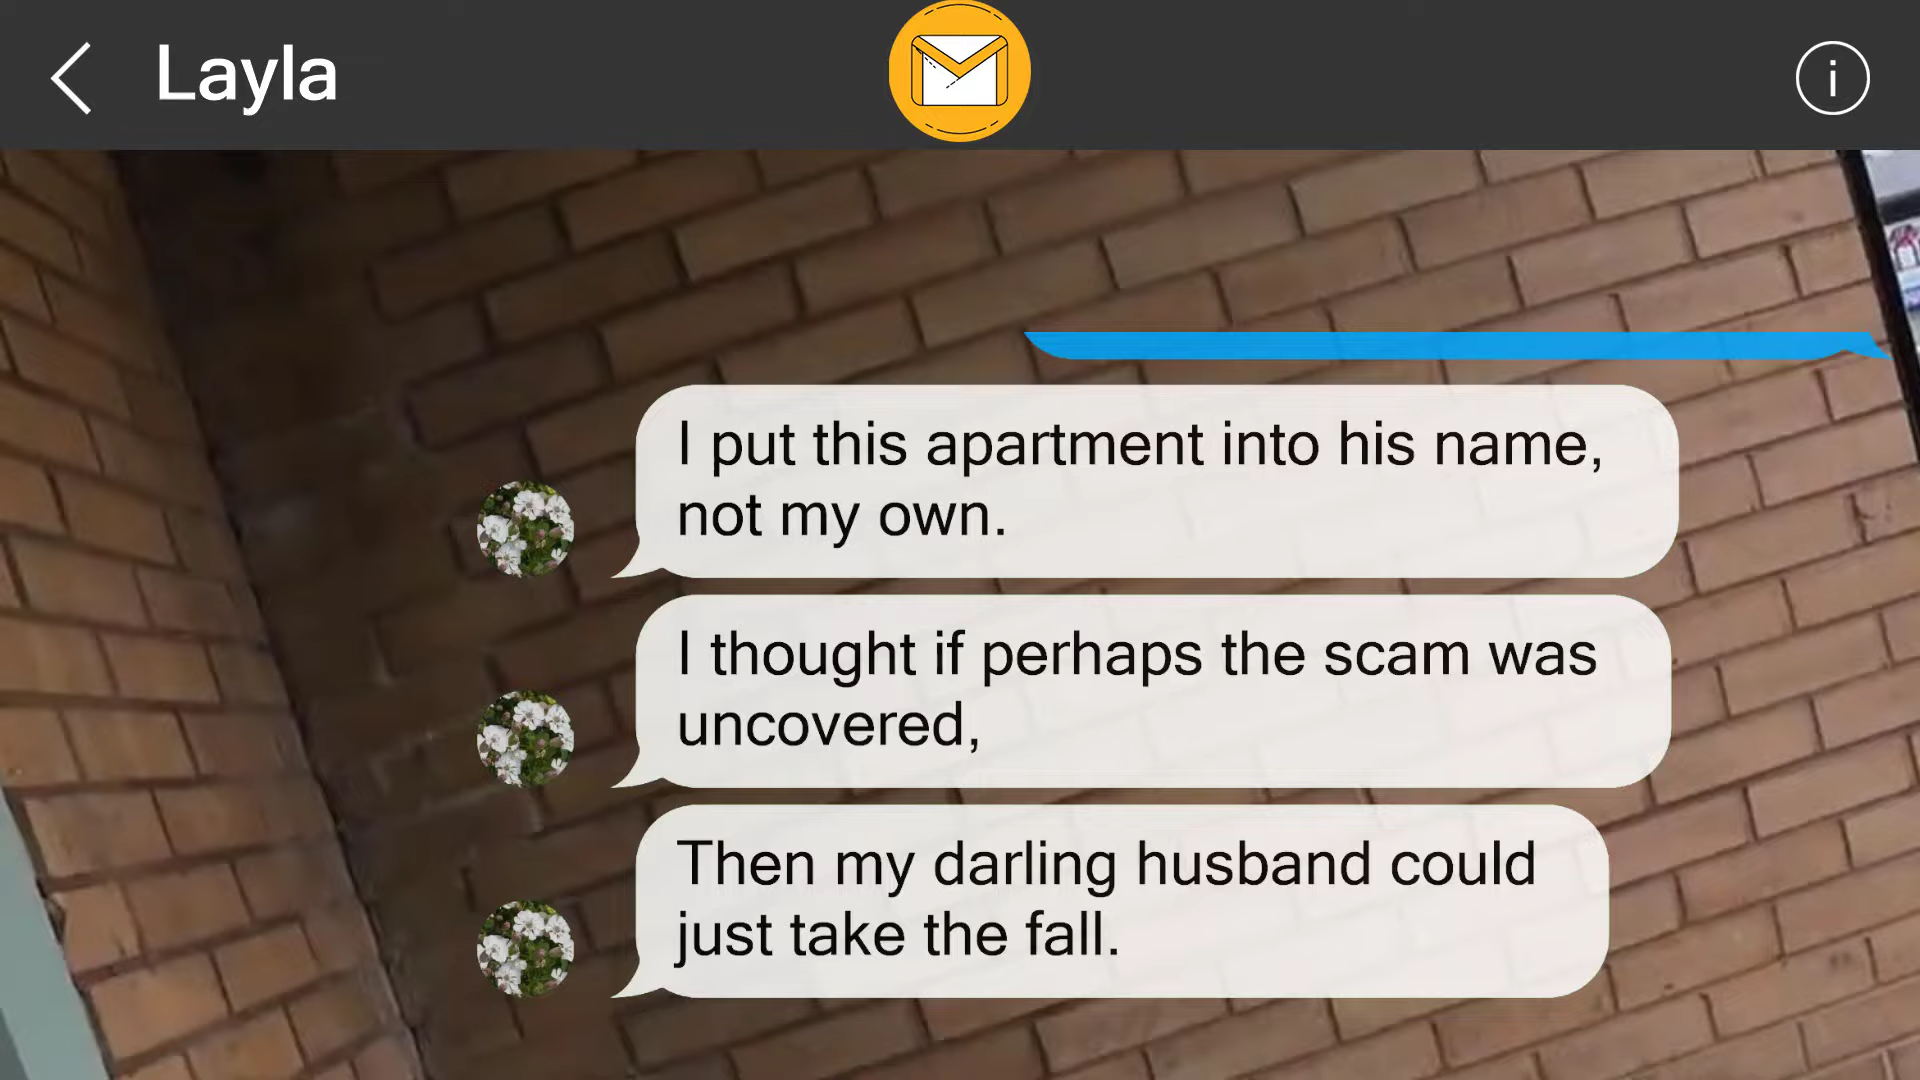 Layla
I put this apartment into his name,
not my own.
I thought if perhaps the scam was
uncovered,
Then my darling husband could
just take the fall.